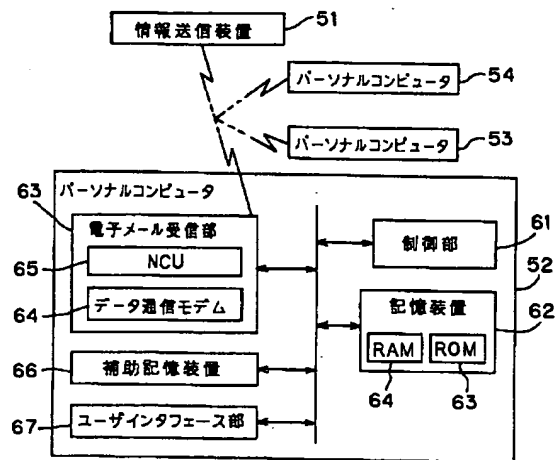 情報送信装置 51
パーソナルコンピュータ 54
パーソナルコンピュータ 53
パーソナルコンピュータ
63
電子メール受信部
65 NCU
64 データ通信モデム
66 補助記憶装置
67 ユーザインタフェース部
制御部 61
52
記憶装置 62
RAM ROM
64 63